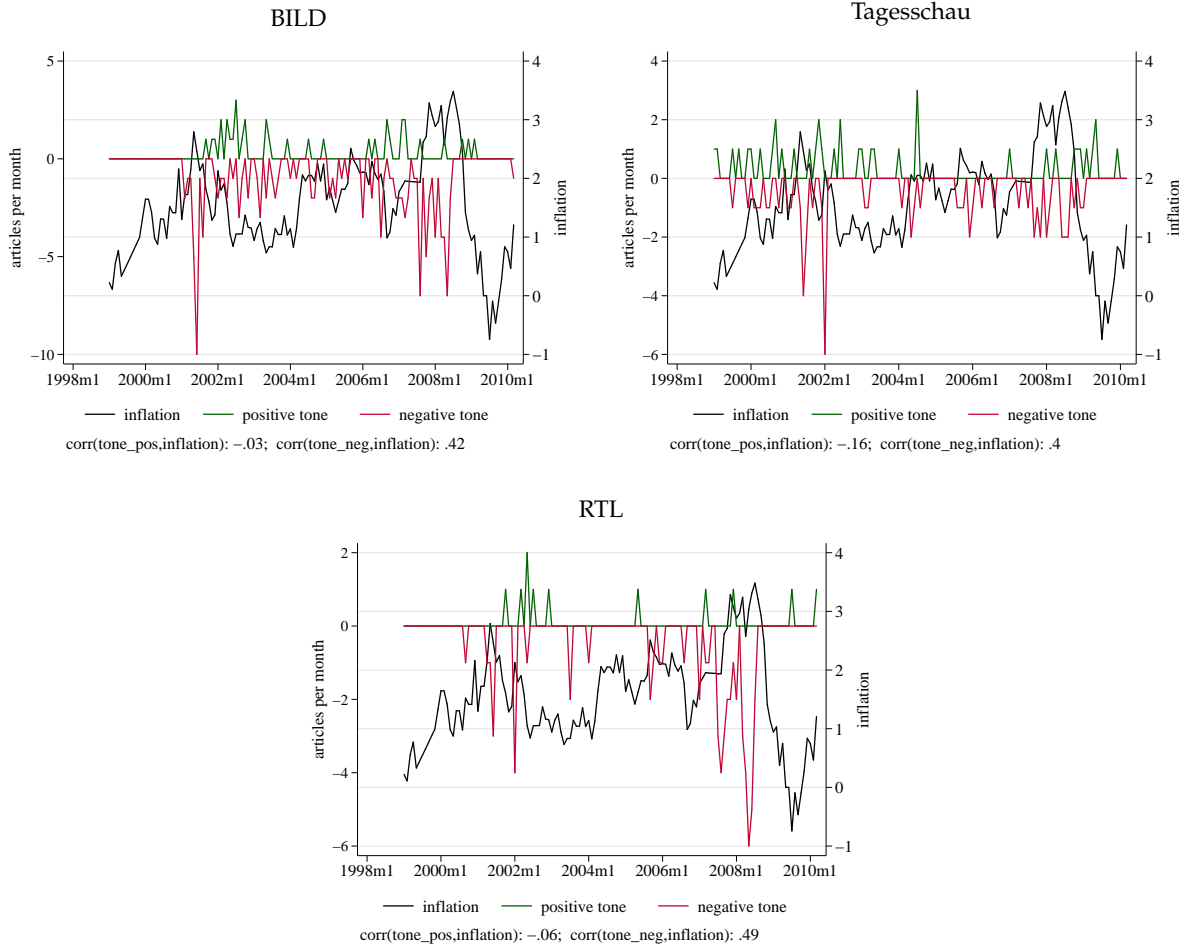 BILD
5
0
−5
−10
articles per month
4
3
2
1
0
−1
inflation
1998m1 2000m1 2002m1 2004m1 2006m1 2008m1 2010m1
inflation positive tone negative tone
corr(tone_pos,inflation): −.03; corr(tone_neg,inflation): .42
Tagesschau
4
2
0
−2
−4
−6
articles per month
4
3
2
1
0
−1
inflation
1998m1 2000m1 2002m1 2004m1 2006m1 2008m1 2010m1
inflation positive tone negative tone
corr(tone_pos,inflation): −.16; corr(tone_neg,inflation): .4
RTL
2
0
−2
−4
−6
articles per month
4
3
2
1
0
−1
inflation
1998m1 2000m1 2002m1 2004m1 2006m1 2008m1 2010m1
inflation positive tone negative tone
corr(tone_pos,inflation): −.06; corr(tone_neg,inflation): .49